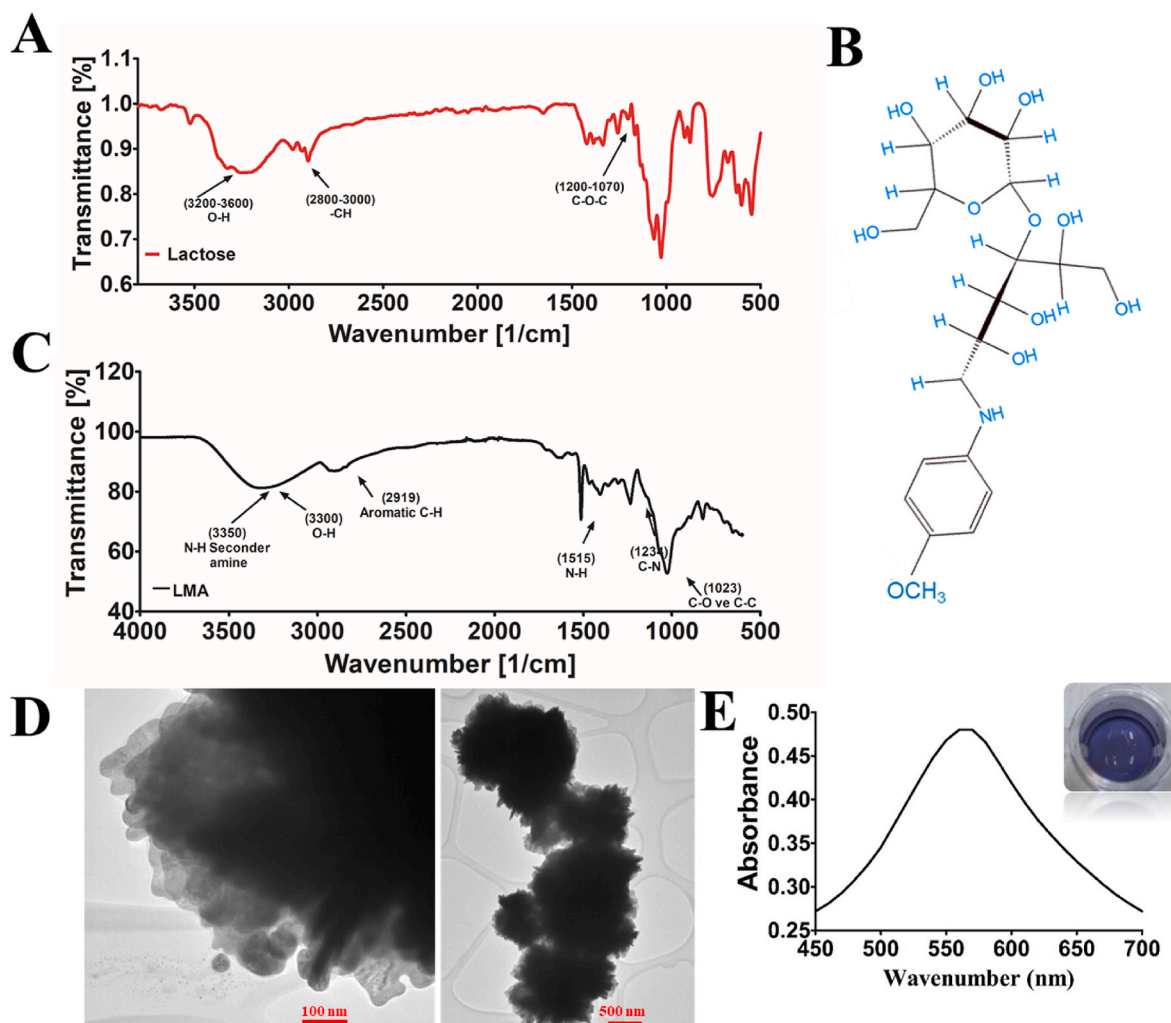 A
Transmittance [%]
1.1
1.0
0.9
0.8
0.7
0.6
(3200-3600)
O-H
(2800-3000)
-CH
(1200-1070)
C-O-C
Lactose
3500 3000 2500 2000 1500 1000 500
Wavenumber [1/cm]
B
H
OH
HO
OH
HO
H
H
H
H
O
O
HO
H
OH
H
H
OH
H
OH
OH
H
H
NH
OCH3
C
Transmittance [%]
120
100
80
60
40
(3350)
N-H Seconder
amine
(3300)
O-H
(2919)
Aromatic C-H
(1515)
N-H
(1234)
C-N
(1023)
C-O ve C-C
LMA
4000 3500 3000 2500 2000 1500 1000 500
Wavenumber [1/cm]
D
100 nm
500 nm
E
Absorbance
0.50
0.45
0.40
0.35
0.30
0.25
450 500 550 600 650 700
Wavenumber (nm)